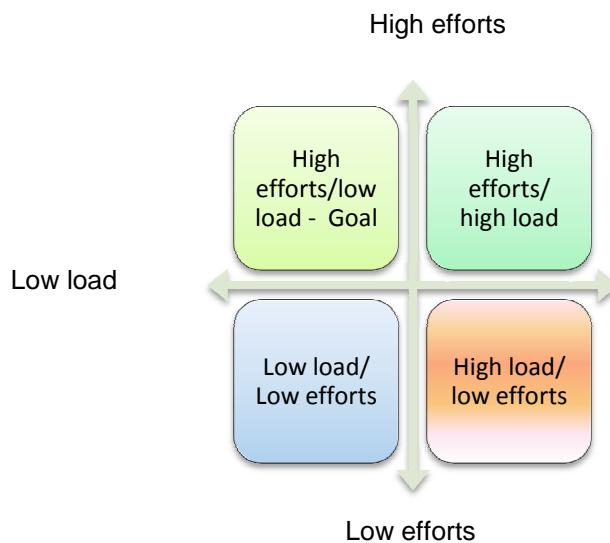 High efforts
High
efforts/low
load -  Goal
High
efforts/
high load
Low load
Low load/
Low efforts
High load/
low efforts
Low efforts